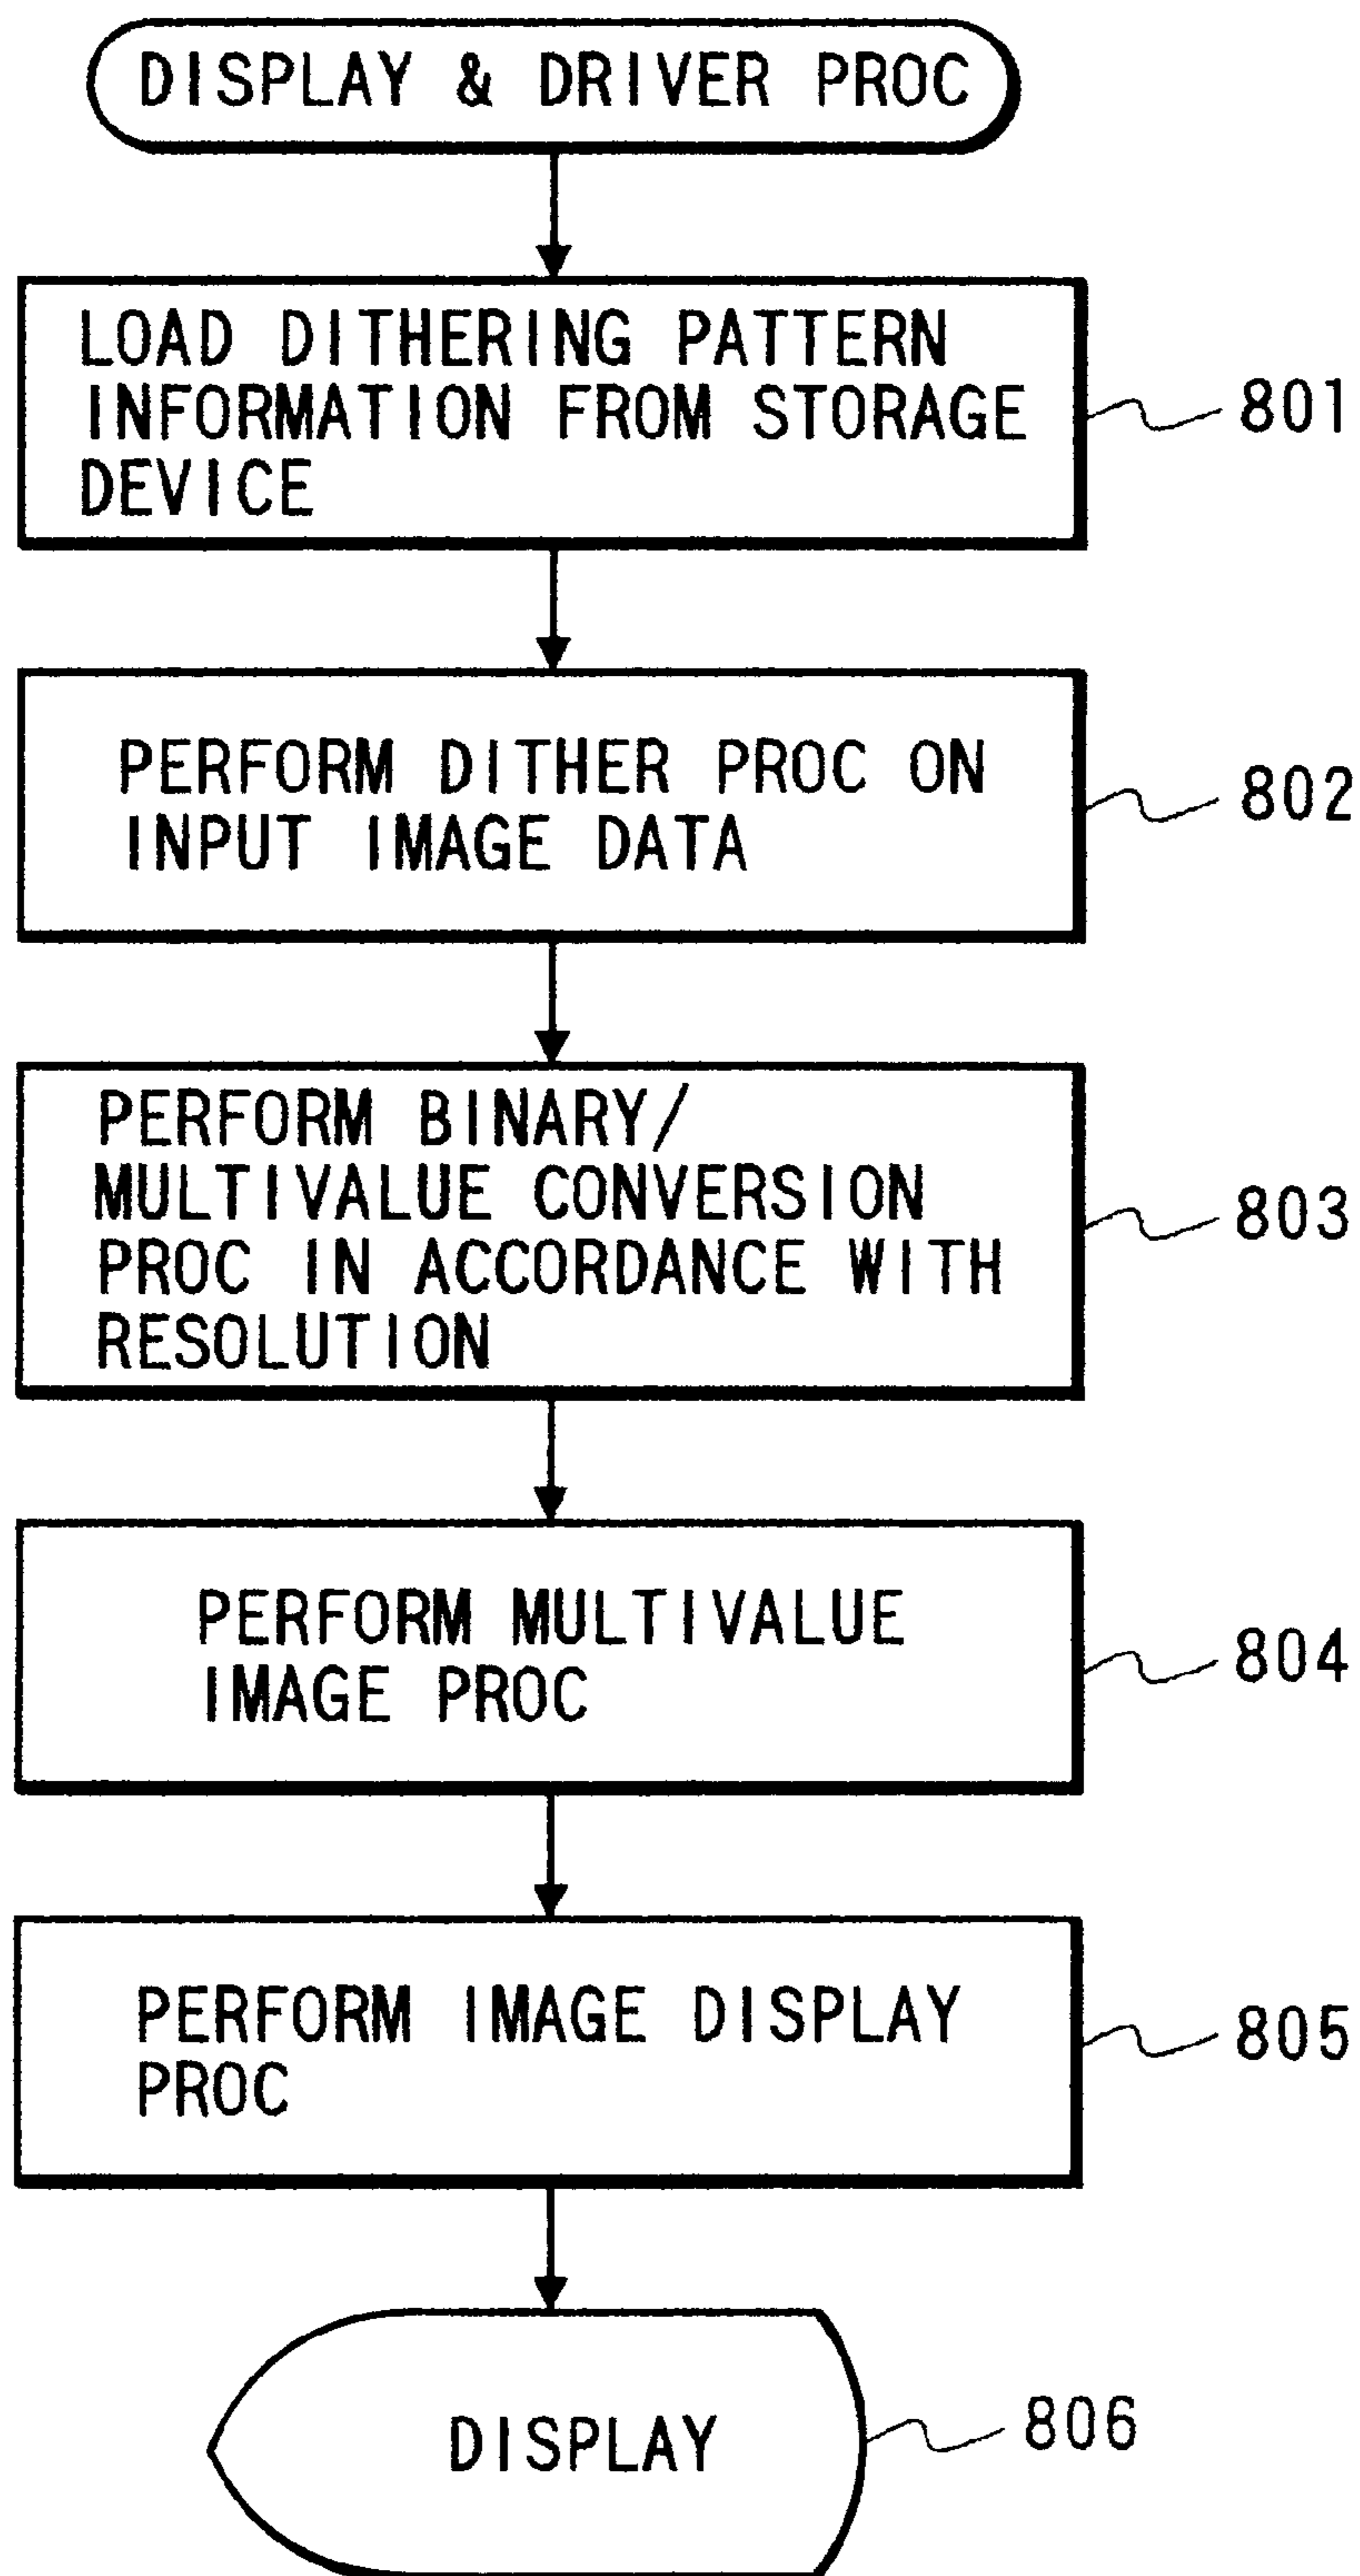 DISPLAY & DRIVER PROC
LOAD DITHERING PATTERN
INFORMATION FROM STORAGE
DEVICE
801
PERFORM DITHER PROC ON
INPUT IMAGE DATA
802
PERFORM BINARY/
MULTIVALUE CONVERSION
PROC IN ACCORDANCE WITH
RESOLUTION
803
PERFORM MULTIVALUE
IMAGE PROC
804
PERFORM IMAGE DISPLAY
PROC
805
DISPLAY
806